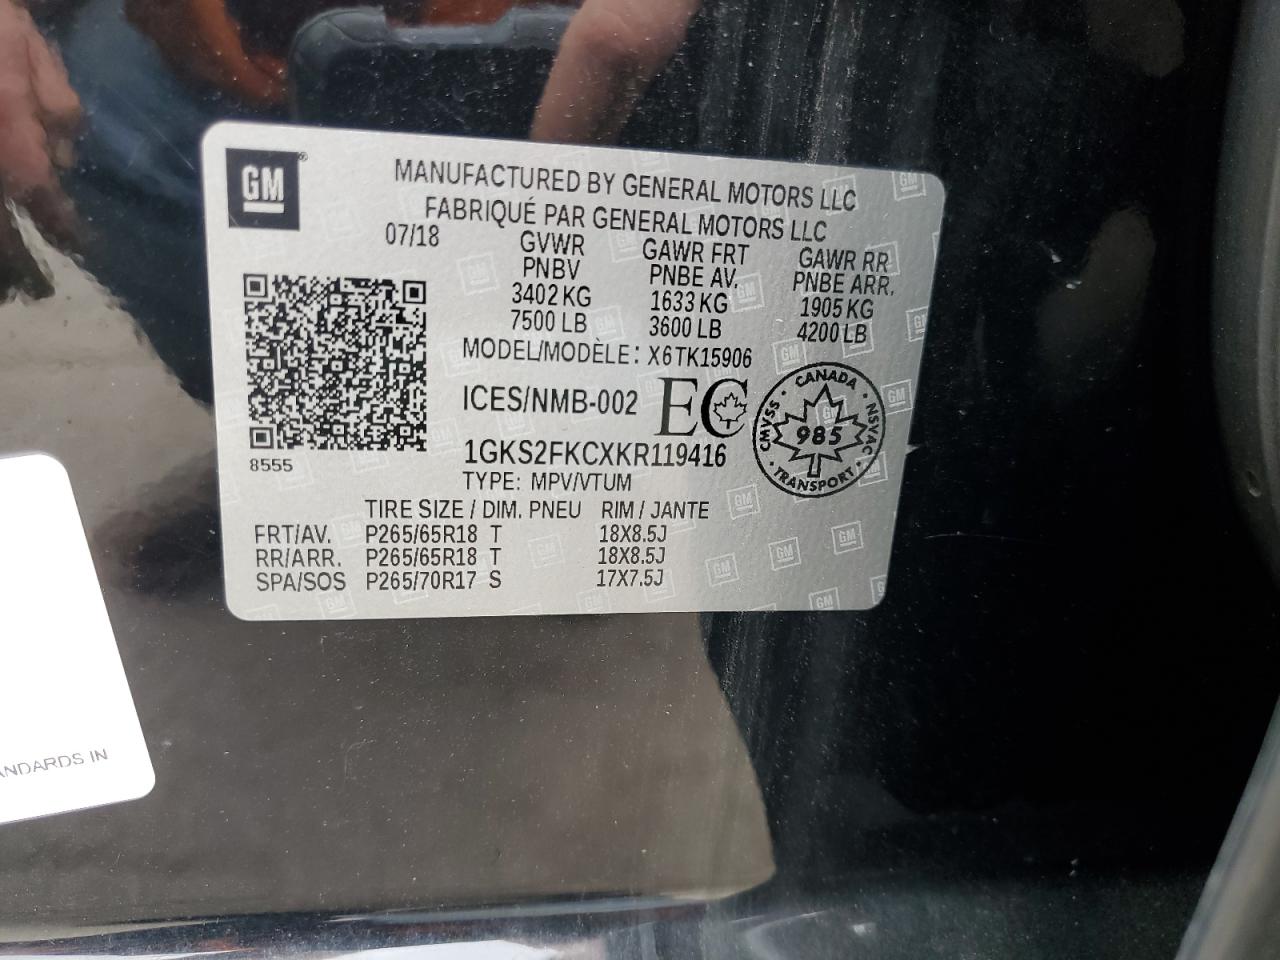 GM®
MANUFACTURED BY GENERAL MOTORS LLC
FABRIQUÉ PAR GENERAL MOTORS LLC
07/18 GVWR GAWR FRT GAWR RR
PNBV PNBE AV. PNBE ARR.
3402 KG 1633 KG 1905 KG
7500 LB 3600 LB 4200 LB
MODEL/MODÈLE: X6TK15906
ICES/NMB-002 EC
CANADA
CMVSS 985 NSVAC
TRANSPORT
1GKS2FKCXKR119416
8555
TYPE: MPV/VTUM
TIRE SIZE / DIM. PNEU RIM / JANTE
FRT/AV. P265/65R18 T 18X8.5J
RR/ARR. P265/65R18 T 18X8.5J
SPA/SOS P265/70R17 S 17X7.5J
IN